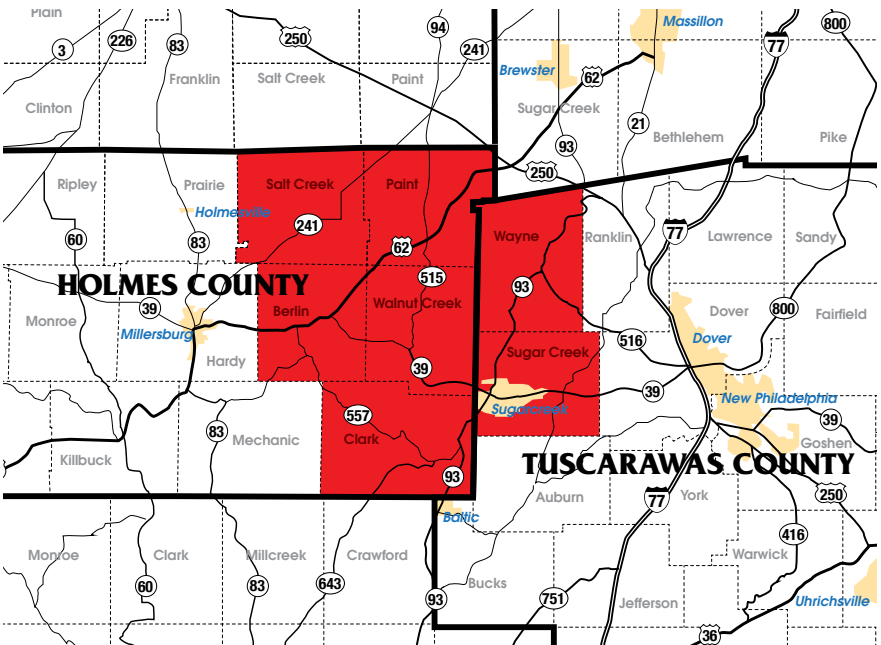 Plain
Massillon
800
226
94
3
83
250
241
77
Brewster
62
Franklin
Salt Creek
Paint
Clinton
Sugar Creek
21
Bethlehem
Pike
93
250
Ripley
Prairie
Salt Creek
Paint
Holmesville
241
60
83
62
Wayne
Ranklin
77
Lawrence
Sandy
HOLMES COUNTY
515
93
39
Berlin
Walnut Creek
Monroe
Millersburg
Dover
800
Fairfield
516
Dover
Hardy
39
Sugar Creek
39
New Philadelphia
557
Sugarcreek
39
83
Mechanic
Clark
Goshen
Killbuck
TUSCARAWAS COUNTY
93
Auburn
77
York
250
Baltic
416
Monroe
Clark
Millcreek
Crawford
Warwick
60
83
643
Bucks
93
751
Jefferson
Uhrichsville
36